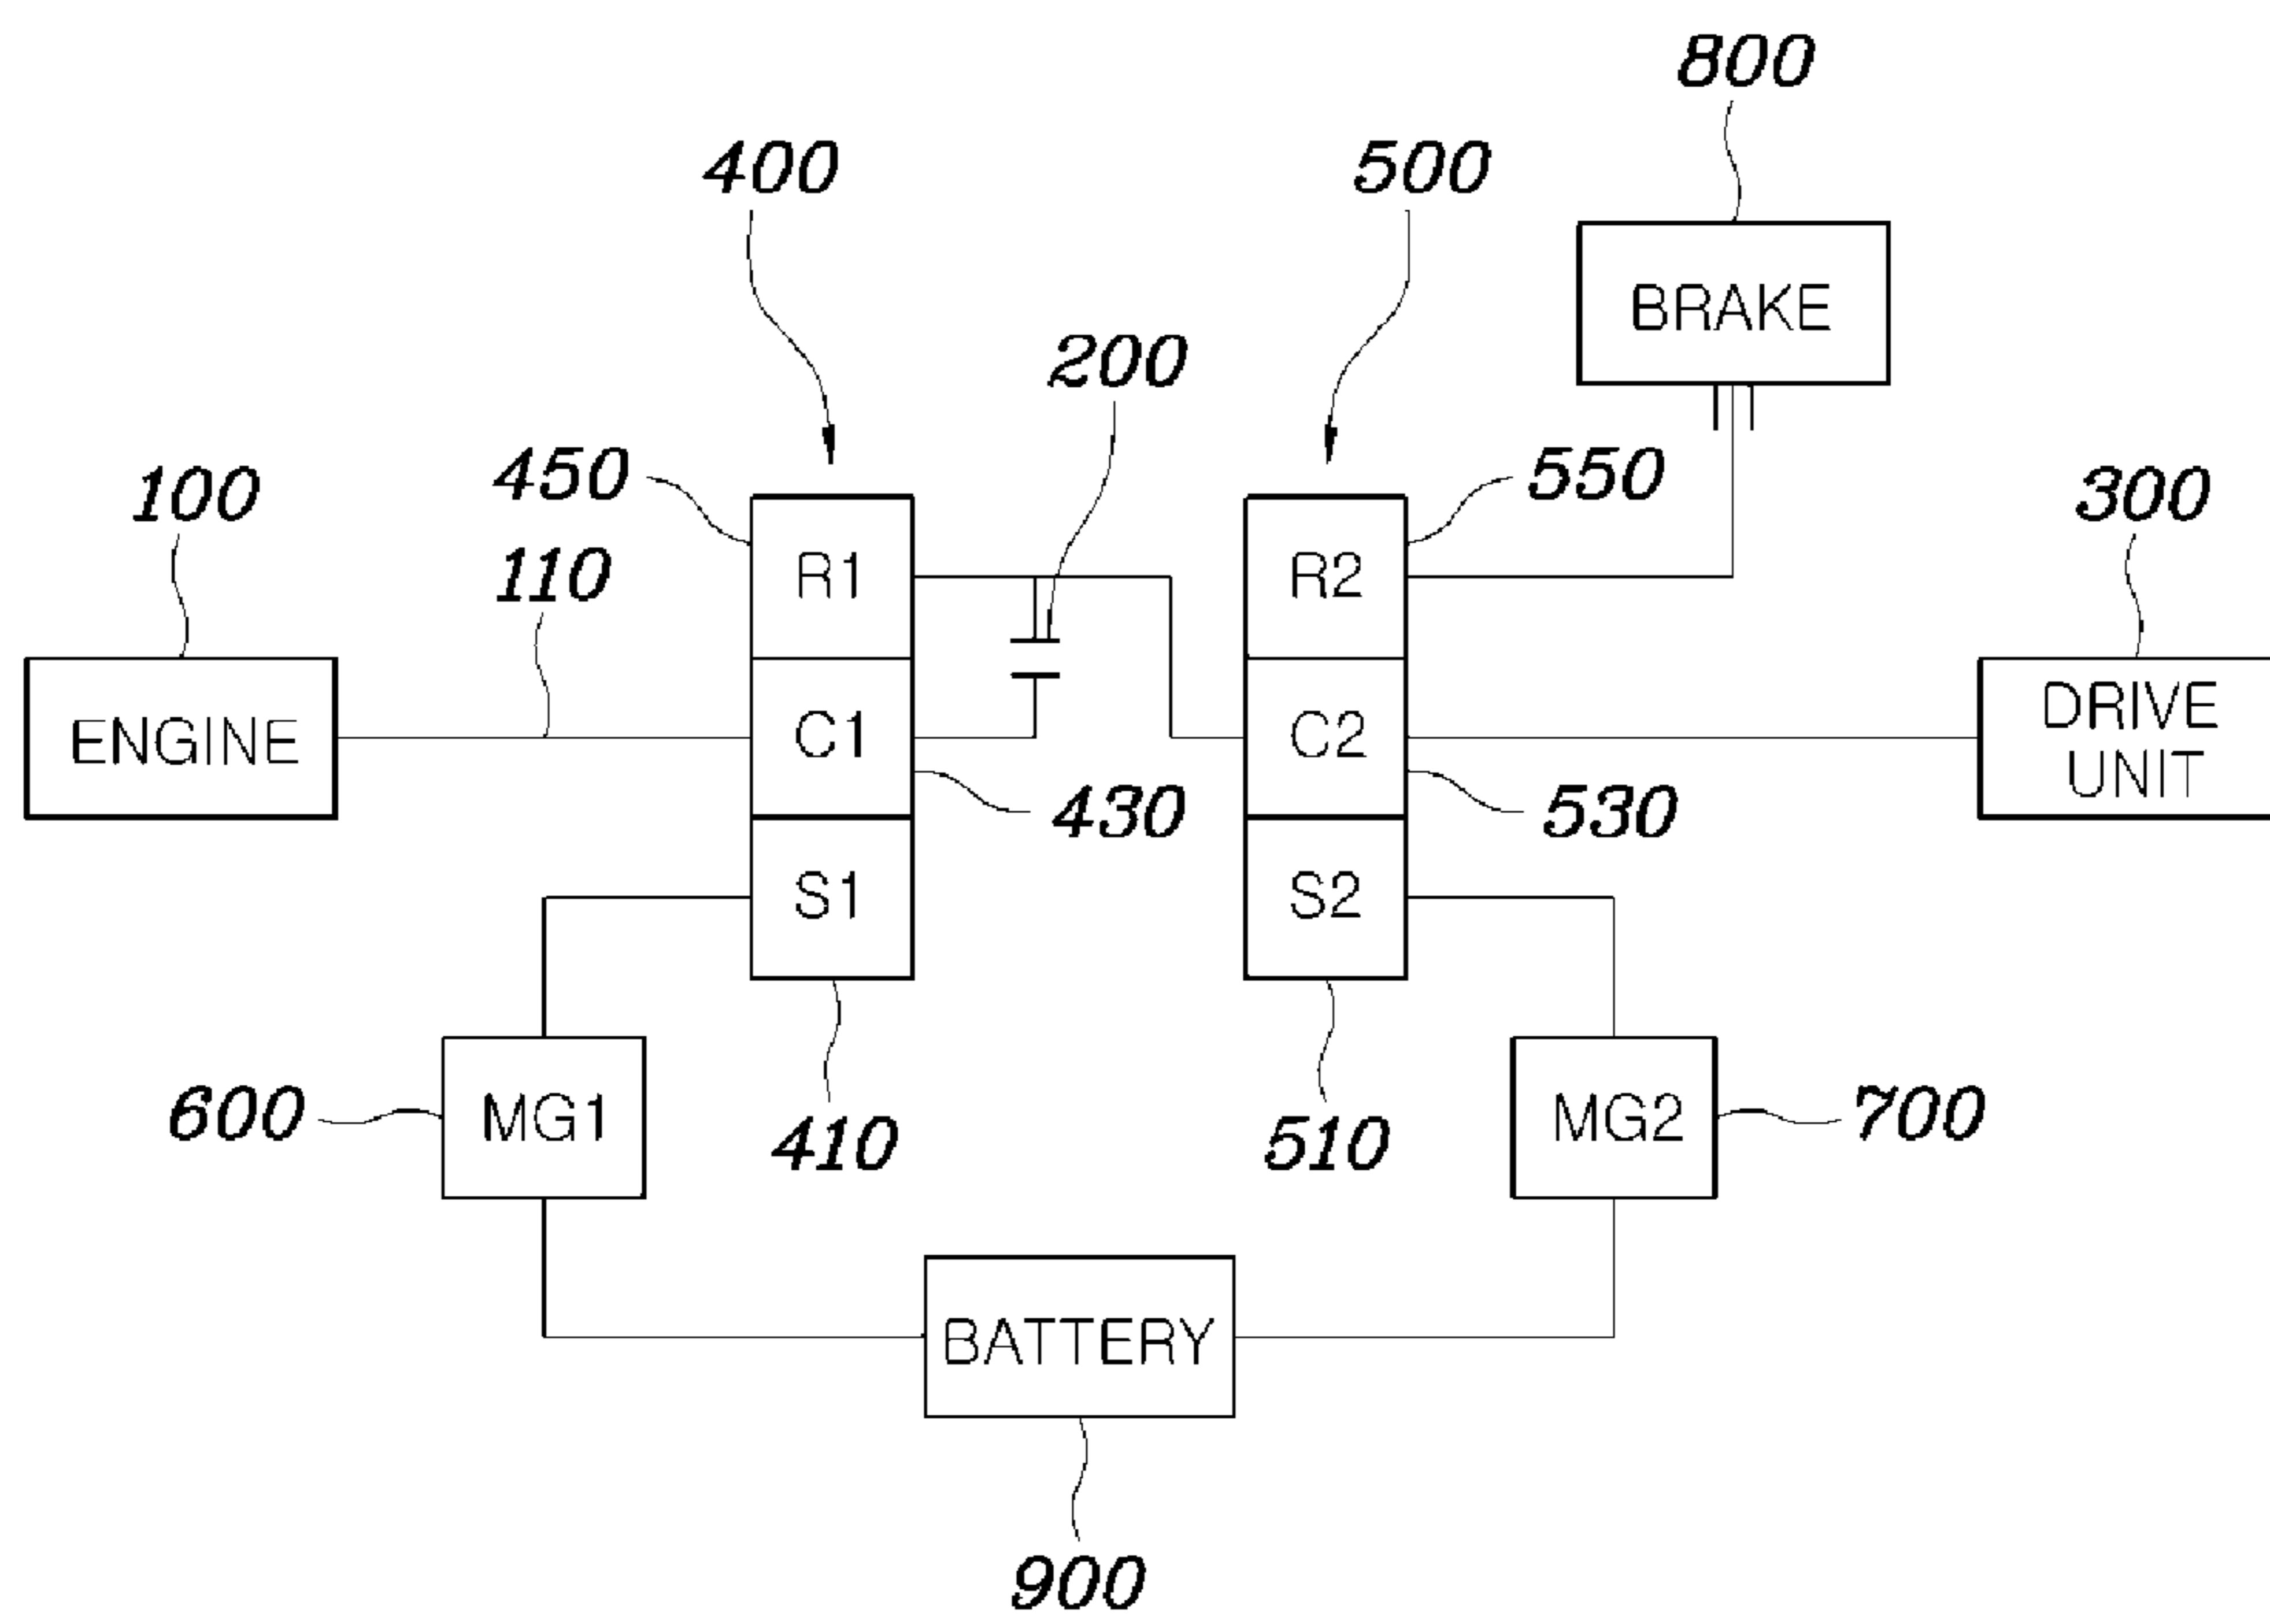 800
400
500
BRAKE
200
450
550
100
300
110
R1
R2
ENGINE
C1
C2
DRIVE
UNIT
430
530
S1
S2
600
MG1
410
510
MG2
700
BATTERY
900